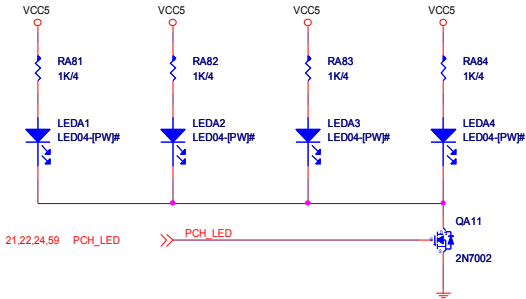 VCC5 VCC5 VCC5 VCC5
RA81 RA82 RA83 RA84
1K/4 1K/4 1K/4 1K/4
LEDA1 LEDA2 LEDA3 LEDA4
LED04-[PW]# LED04-[PW]# LED04-[PW]# LED04-[PW]#
QA11
21,22,24,59 PCH_LED PCH_LED
2N7002